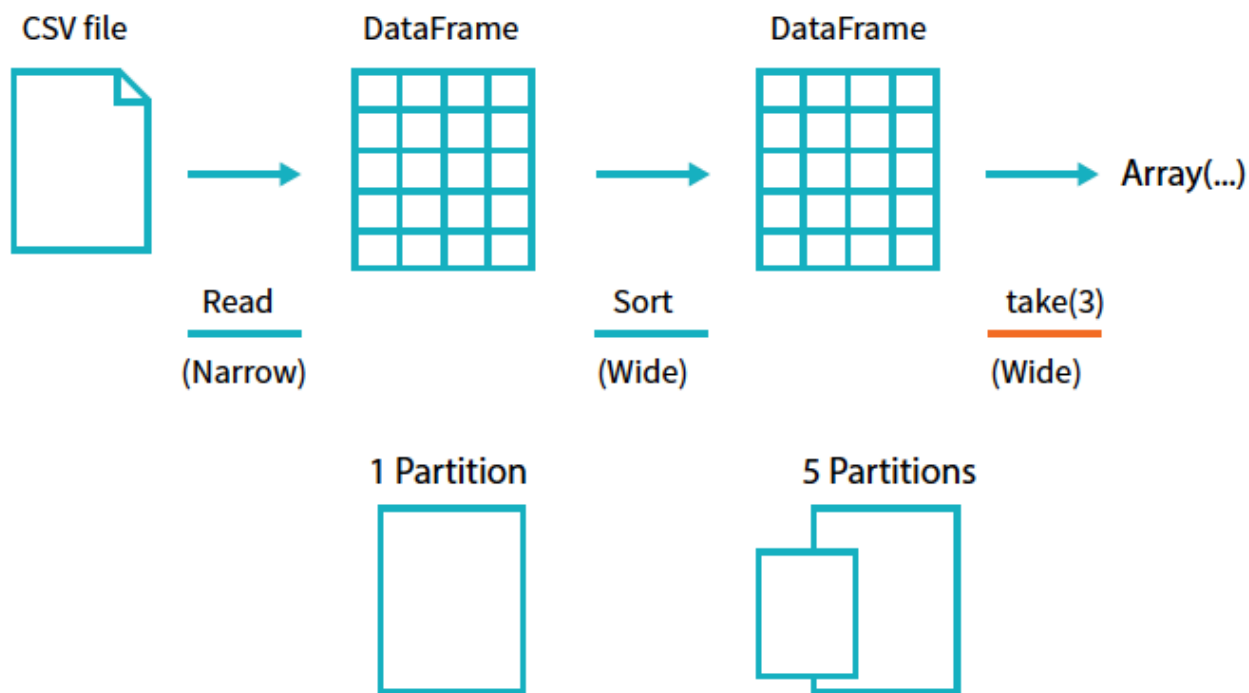 CSV file
DataFrame
DataFrame
Array(...)
Read
Sort
take(3)
(Narrow)
(Wide)
(Wide)
1 Partition
5 Partitions